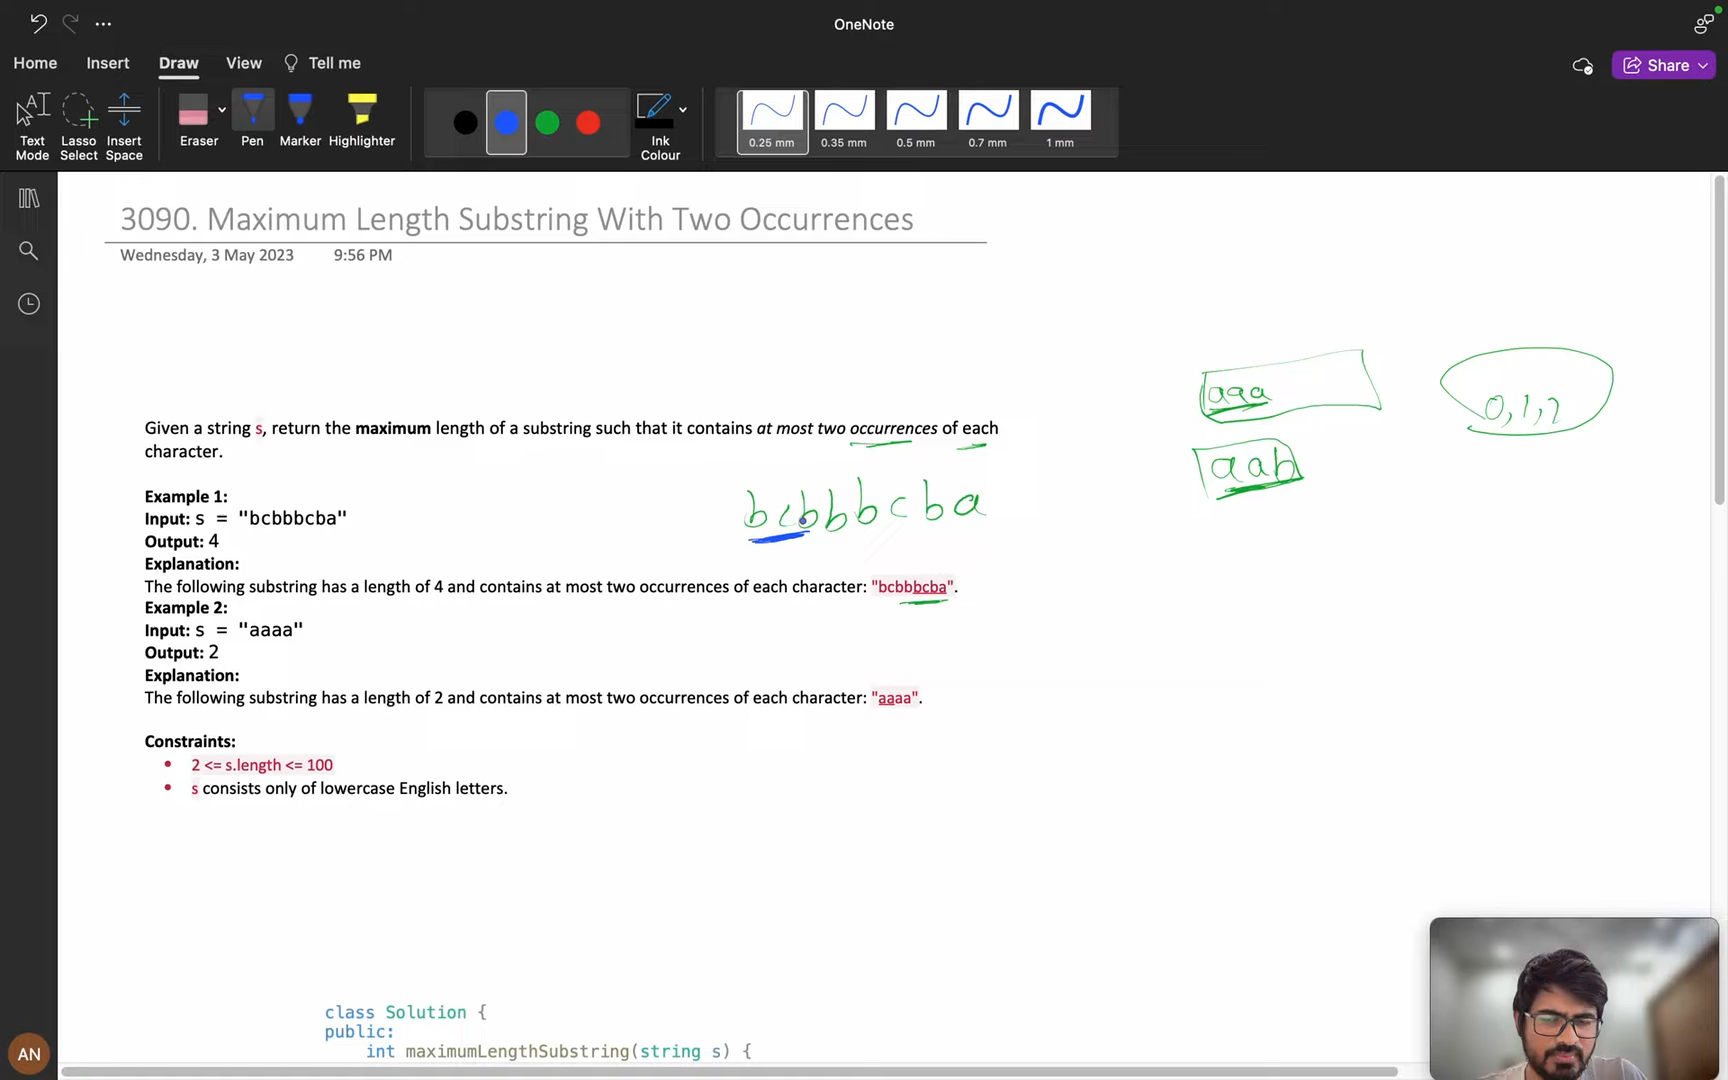 OneNote
Home Insert Draw View Tell me
Share
Text Mode
Lasso Select
Insert Space
Eraser
Pen
Marker
Highlighter
Ink Colour
0.25 mm
0.35 mm
0.5 mm
0.7 mm
1 mm
3090. Maximum Length Substring With Two Occurrences
Wednesday, 3 May 2023 9:56 PM
aaa
0,1,2
Given a string s, return the maximum length of a substring such that it contains at most two occurrences of each
character.
aab
Example 1:
Input: s = "bcbbbcba"
bcbbbcba
Output: 4
Explanation:
The following substring has a length of 4 and contains at most two occurrences of each character: "bcbbbcba".
Example 2:
Input: s = "aaaa"
Output: 2
Explanation:
The following substring has a length of 2 and contains at most two occurrences of each character: "aaaa".
Constraints:
• 2 <= s.length <= 100
• s consists only of lowercase English letters.
class Solution {
public:
int maximumLengthSubstring(string s) {
AN